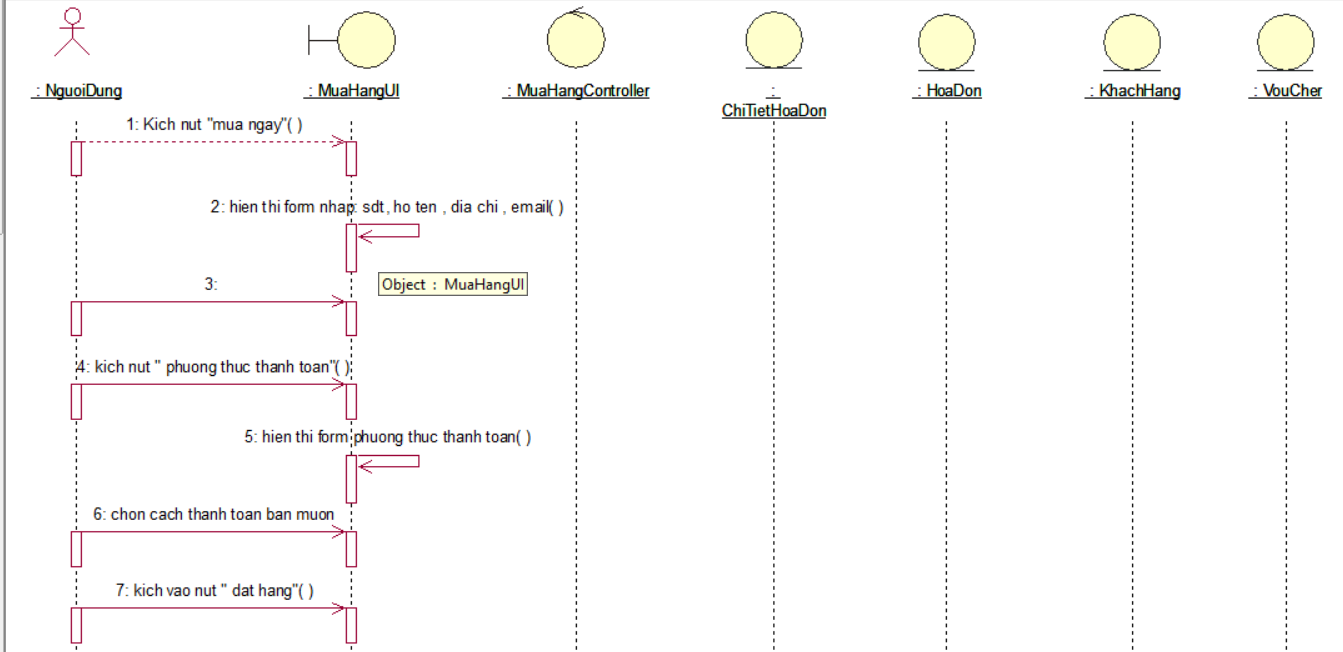 : NguoiDung
: MuaHangUI
: MuaHangController
:
ChiTietHoaDon
: HoaDon
: KhachHang
: VouCher
1: Kich nut "mua ngay"( )
2: hien thi form nhap: sdt, ho ten , dia chi , email( )
Object : MuaHangUI
3:
4: kich nut " phuong thuc thanh toan"( )
5: hien thi form phuong thuc thanh toan( )
6: chon cach thanh toan ban muon
7: kich vao nut " dat hang"( )